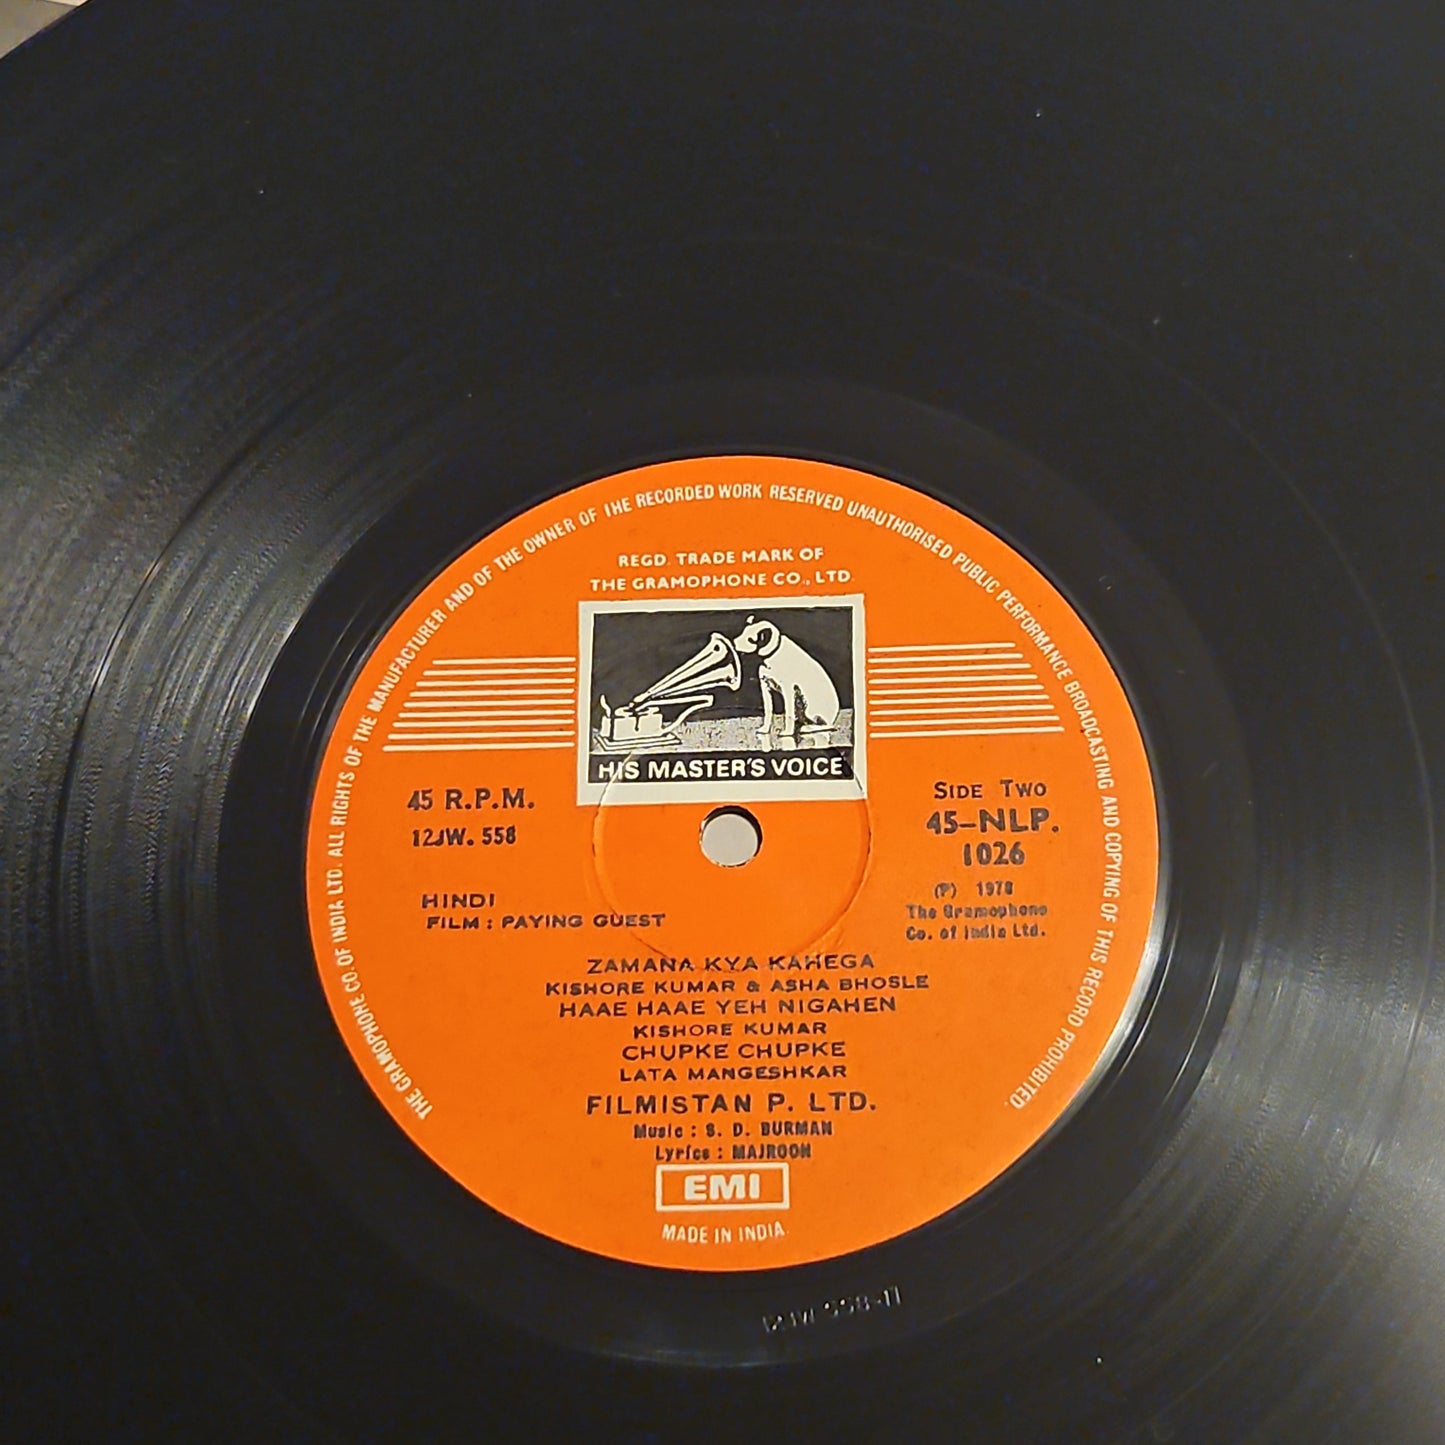 THE GRAMOPHONE CO. OF INDIA LTD. ALL RIGHTS OF THE MANUFACTURER AND OF THE OWNER OF THE RECORDED WORK RESERVED UNAUTHORISED PUBLIC PERFORMANCE BROADCASTING AND COPYING OF THIS RECORD PROHIBITED.
REGD. TRADE MARK OF
THE GRAMOPHONE CO., LTD.
HIS MASTER'S VOICE
45 R.P.M.
12JW. 558
SIDE TWO
45-NLP.
1026
(P) 1978
The Gramophone
Co. of India Ltd.
HINDI
FILM : PAYING GUEST
ZAMANA KYA KAHEGA
KISHORE KUMAR & ASHA BHOSLE
HAAE HAAE YEH NIGAHEN
KISHORE KUMAR
CHUPKE CHUPKE
LATA MANGESHKAR
FILMISTAN P. LTD.
Music : S. D. BURMAN
Lyrics : MAJROOH
EMI
MADE IN INDIA.
12JW 558-1